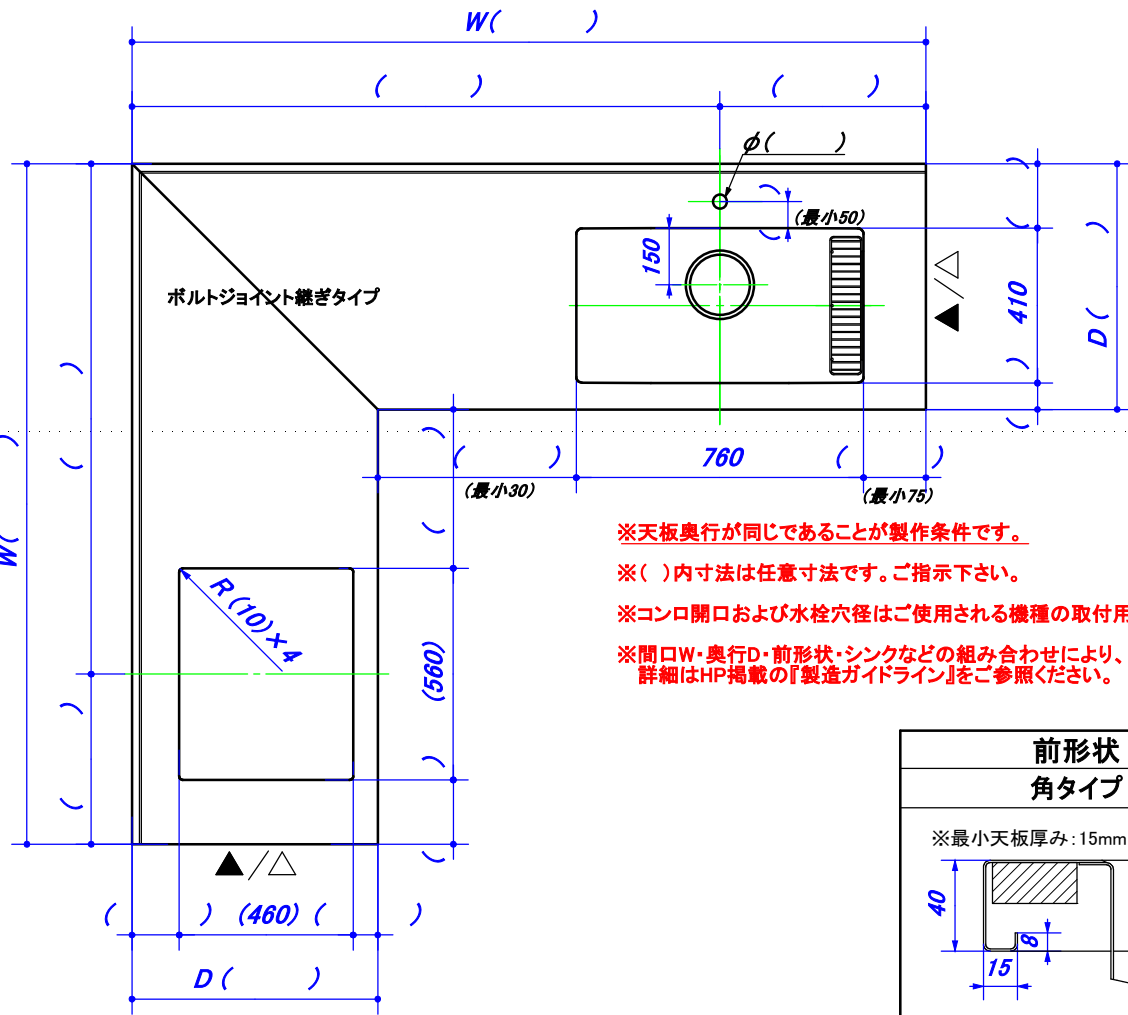 W(        )
(        )
(        )
φ(        )
(最小50)
150
ボルトジョイント継ぎタイプ
△/▲
410
D(        )
(        )
760
(        )
(最小30)
(最小75)
W(        )
R(10)×4
(560)
※天板奥行が同じであることが製作条件です。
※(  )内寸法は任意寸法です。ご指示下さい。
※コンロ開口および水栓穴径はご使用される機種の取付用
※間口W・奥行D・前形状・シンクなどの組み合わせにより、
詳細はHP掲載の『製造ガイドライン』をご参照ください。
▲/△
(        )
(460)
(        )
D(        )
前形状
角タイプ
※最小天板厚み:15mm
40
8
15